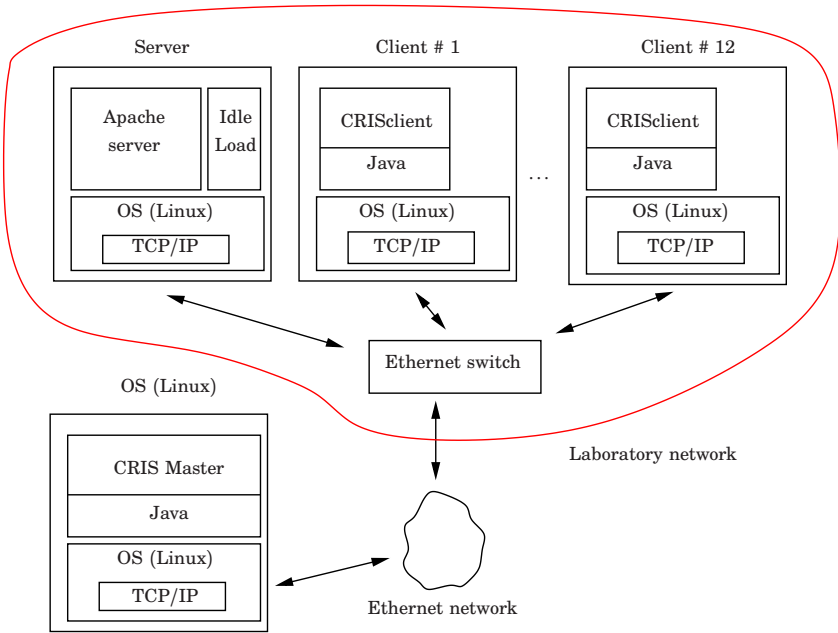 Server
Client # 1
Client # 12
Apache
server
Idle
Load
OS (Linux)
TCP/IP
CRISclient
Java
OS (Linux)
TCP/IP
...
CRISclient
Java
OS (Linux)
TCP/IP
Ethernet switch
OS (Linux)
Laboratory network
CRIS Master
Java
OS (Linux)
TCP/IP
Ethernet network